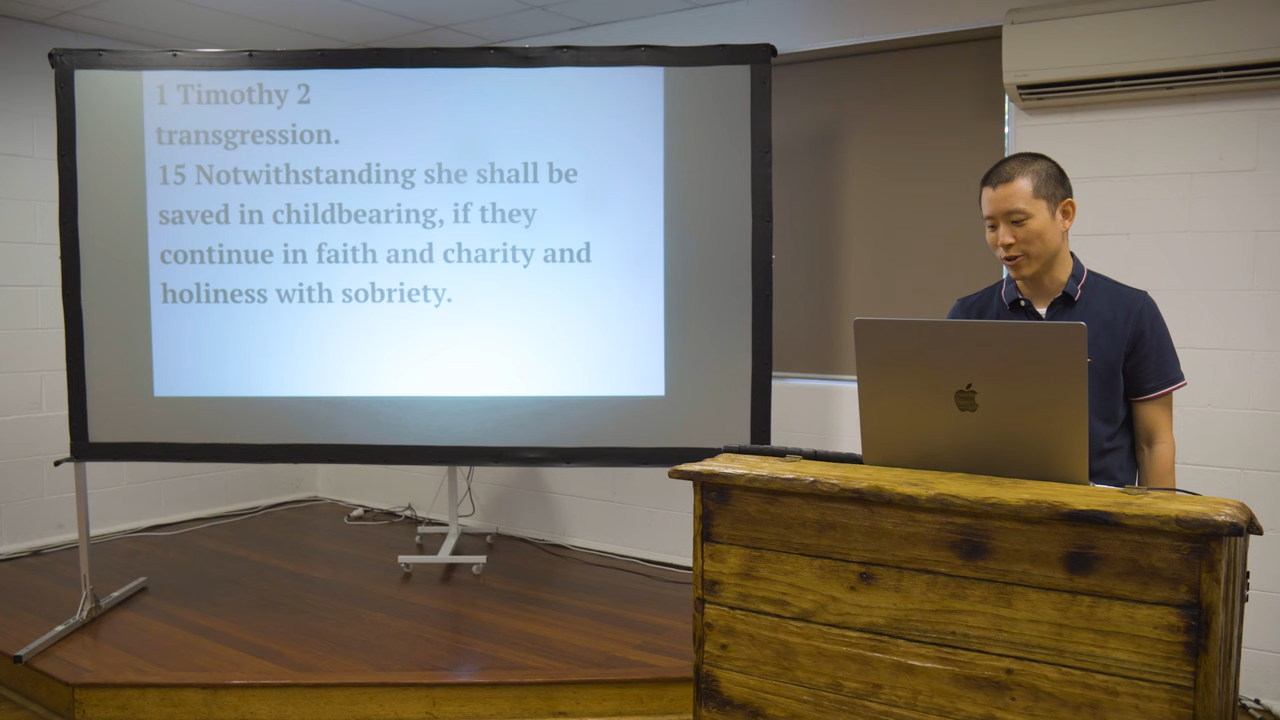 1 Timothy 2
transgression.
15 Notwithstanding she shall be
saved in childbearing, if they
continue in faith and charity and
holiness with sobriety.